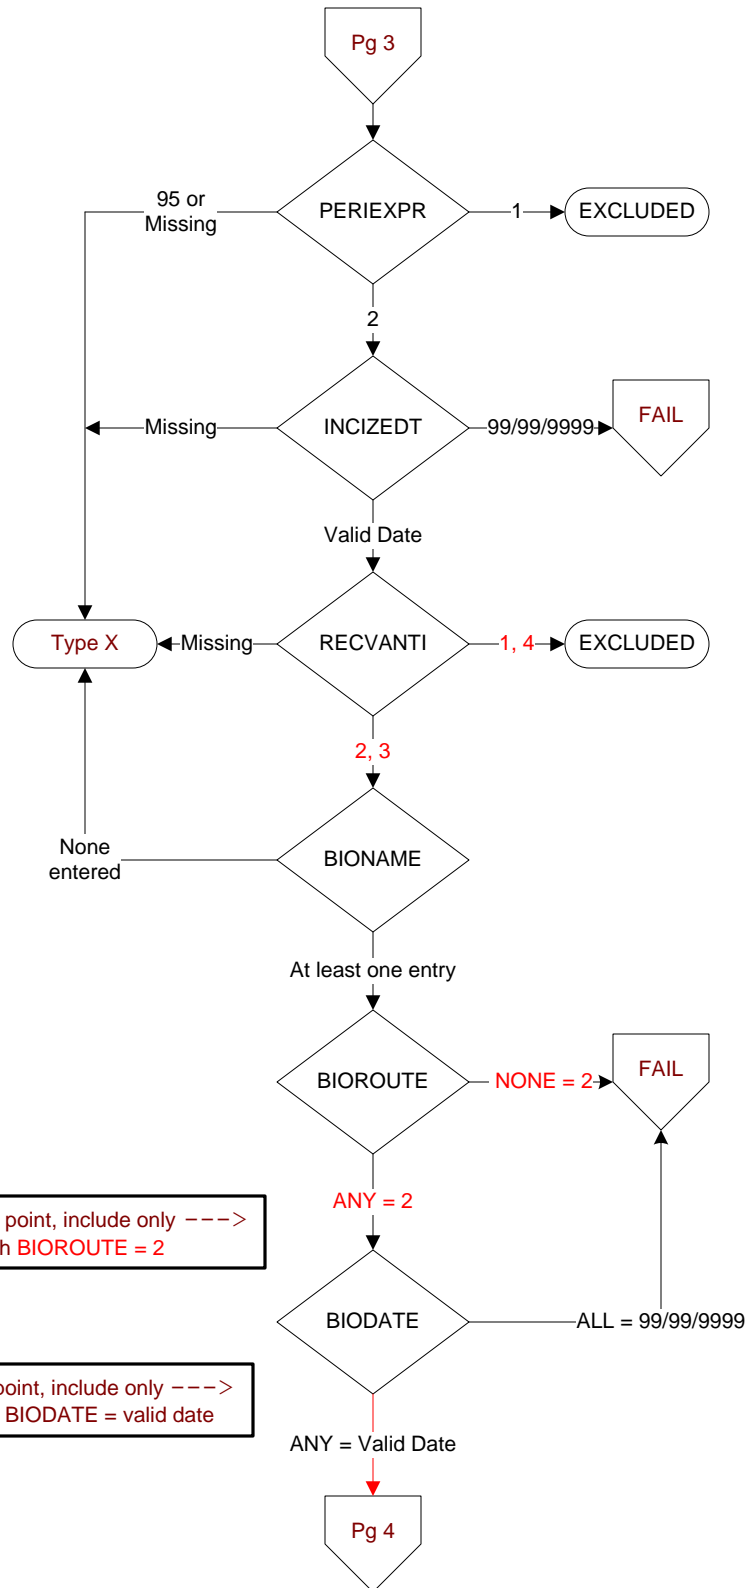 Pg 3
95 or
Missing
PERIEXPR
1
EXCLUDED
2
Missing
INCIZEDT
99/99/9999
FAIL
Valid Date
Type X
Missing
RECVANTI
1, 4
EXCLUDED
2, 3
None
entered
BIONAME
At least one entry
BIOROUTE
NONE = 2
FAIL
ANY = 2
point, include only --->
h BIOROUTE = 2
BIODATE
ALL = 99/99/9999
point, include only --->
BIODATE = valid date
ANY = Valid Date
Pg 4